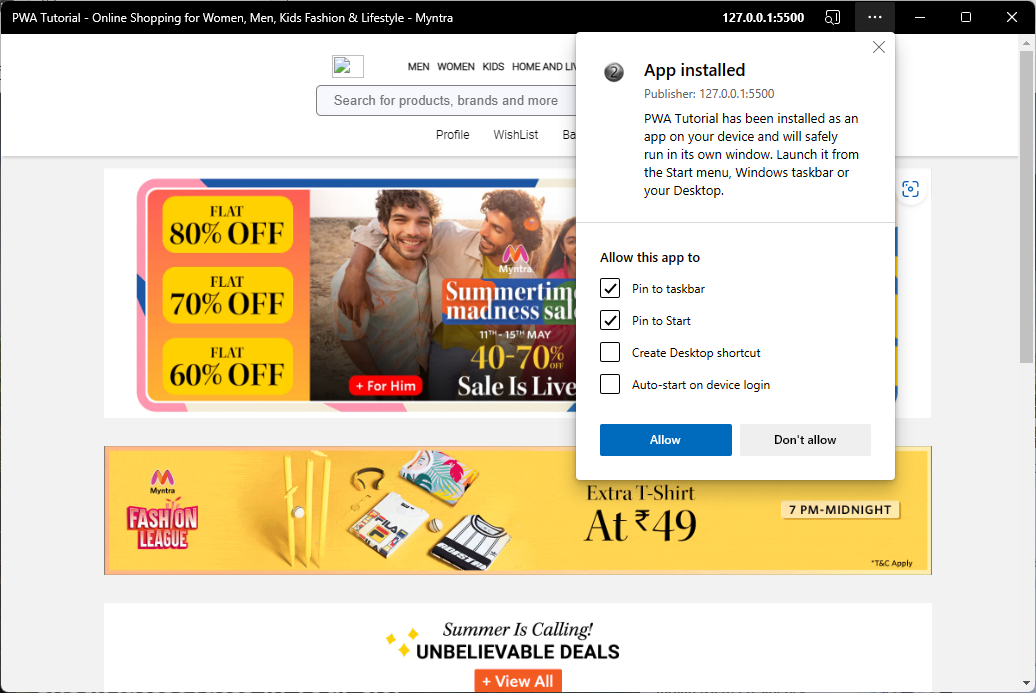 PWA Tutorial - Online Shopping for Women, Men, Kids Fashion & Lifestyle - Myntra
127.0.0.1:5500
MEN WOMEN KIDS HOME AND LIV
Search for products, brands and more
Profile WishList Ba
2
App installed
Publisher: 127.0.0.1:5500
PWA Tutorial has been installed as an
app on your device and will safely
run in its own window. Launch it from
the Start menu, Windows taskbar or
your Desktop.
Allow this app to
Pin to taskbar
Pin to Start
Create Desktop shortcut
Auto-start on device login
Allow
Don't allow
FLAT
80% OFF
FLAT
70% OFF
FLAT
60% OFF
Myntra
Summertime
madness sale
11TH - 15TH MAY
40-70% OFF
Sale Is Live
+ For Him
Myntra
FASHION
LEAGUE
FILA
Extra T-Shirt
At ₹49
7 PM-MIDNIGHT
*T&C Apply
Summer Is Calling!
UNBELIEVABLE DEALS
+ View All